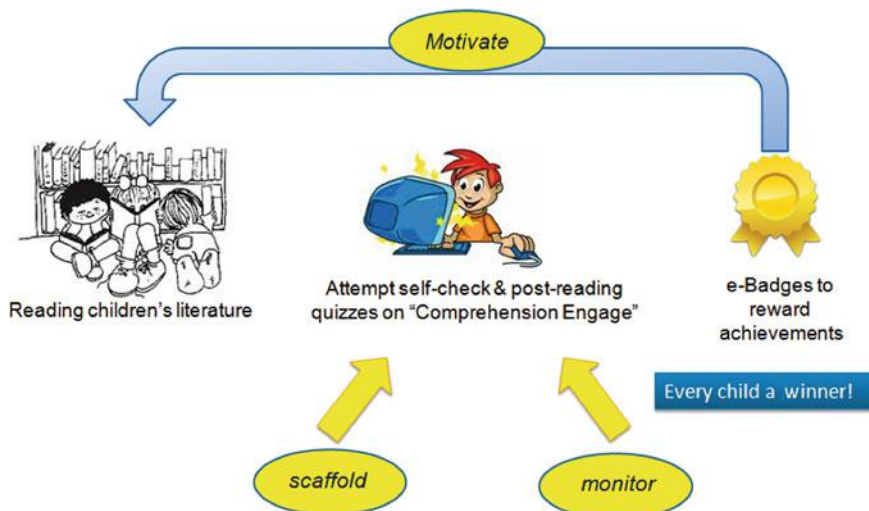 Motivate
Reading children's literature
Attempt self-check & post-reading
quizzes on "Comprehension Engage"
e-Badges to
reward
achievements
Every child a winner!
scaffold
monitor